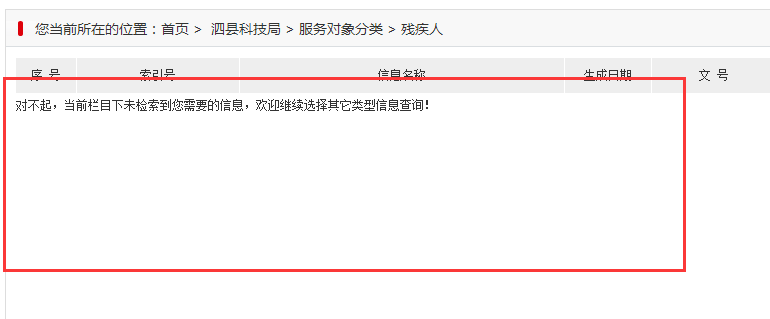 您当前所在的位置：首页 > 泗县科技局 > 服务对象分类 > 残疾人
序 号 索引号 信息名称 生成日期 文 号
对不起，当前栏目下未检索到您需要的信息，欢迎继续选择其它类型信息查询！